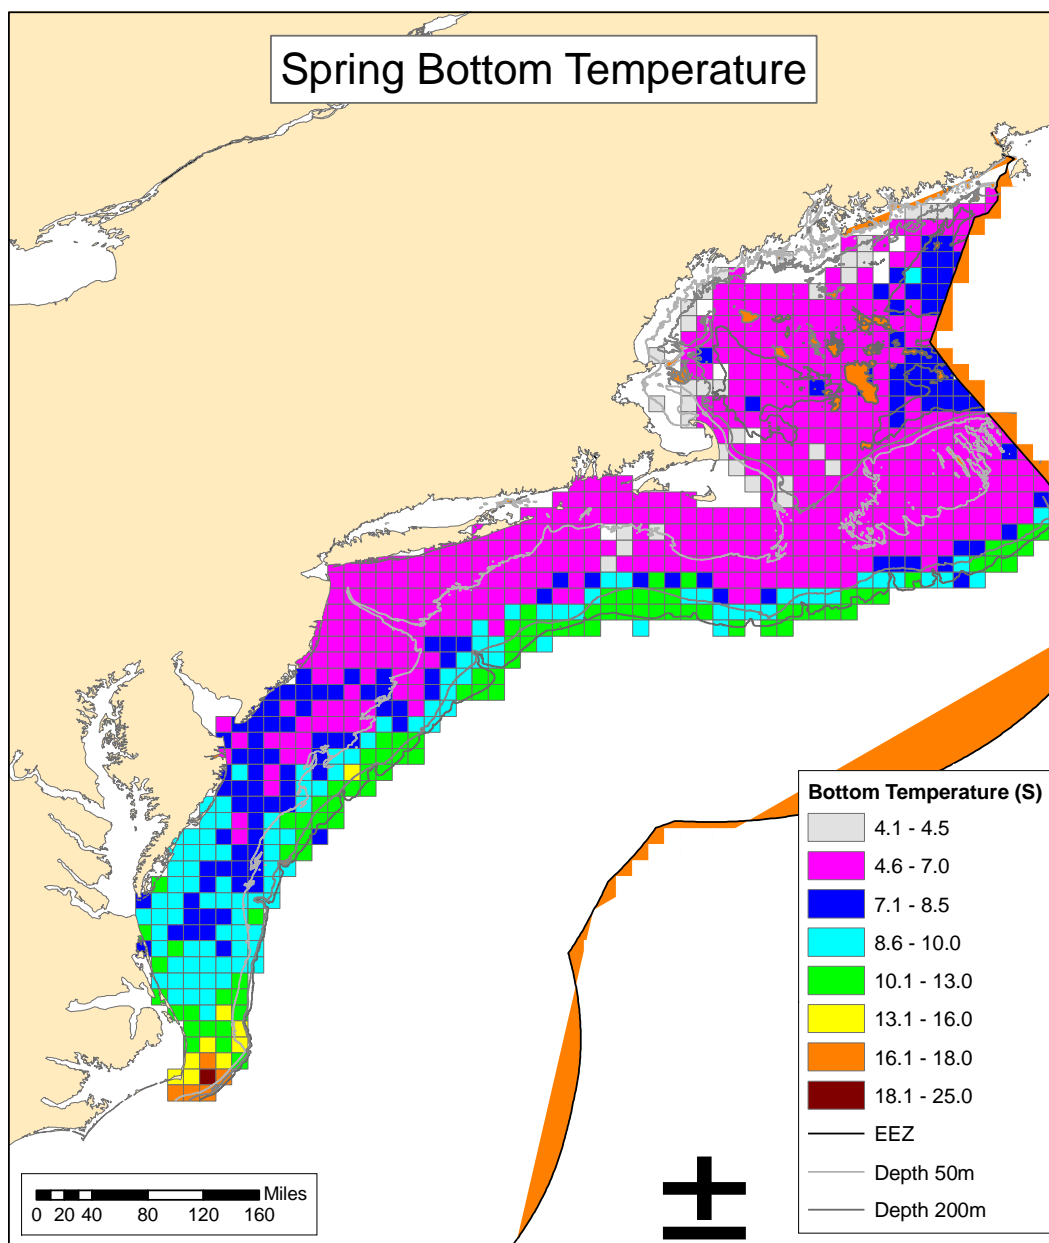 Spring Bottom Temperature
Bottom Temperature (S)
4.1 - 4.5
4.6 - 7.0
7.1 - 8.5
8.6 - 10.0
10.1 - 13.0
13.1 - 16.0
16.1 - 18.0
18.1 - 25.0
EEZ
Depth 50m
Depth 200m
Miles
0 20 40 80 120 160
±